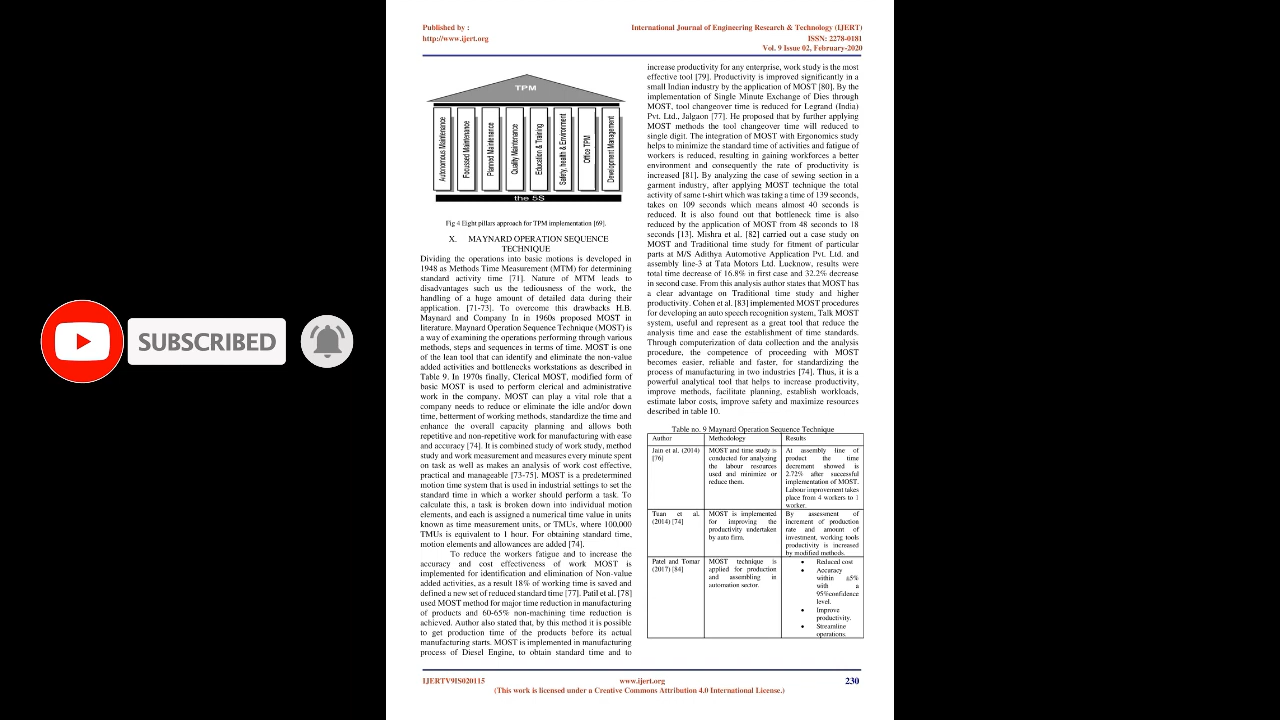 Published by :
http://www.ijert.org
International Journal of Engineering Research & Technology (IJERT)
ISSN: 2278-0181
Vol. 9 Issue 02, February-2020
TPM
Autonomous Maintenance
Focussed Maintenance
Planned Maintenance
Quality Maintenance
Education & Training
Safety, health & Environment
Office TPM
Development Management
the 5S
Fig 4 Eight pillars approach for TPM implementation [69].
X. MAYNARD OPERATION SEQUENCE
TECHNIQUE
Dividing the operations into basic motions is developed in
1948 as Methods Time Measurement (MTM) for determining
standard activity time [71]. Nature of MTM leads to
disadvantages such us the tediousness of the work, the
handling of a huge amount of detailed data during their
application. [71-73]. To overcome this drawbacks H.B.
Maynard and Company In in 1960s proposed MOST in
literature. Maynard Operation Sequence Technique (MOST) is
a way of examining the operations performing through various
methods, steps and sequences in terms of time. MOST is one
of the lean tool that can identify and eliminate the non-value
added activities and bottlenecks workstations as described in
Table 9. In 1970s finally, Clerical MOST, modified form of
basic MOST is used to perform clerical and administrative
work in the company. MOST can play a vital role that a
company needs to reduce or eliminate the idle and/or down
time, betterment of working methods, standardize the time and
enhance the overall capacity planning and allows both
repetitive and non-repetitive work for manufacturing with ease
and accuracy [74]. It is combined study of work study, method
study and work measurement and measures every minute spent
on task as well as makes an analysis of work cost effective,
practical and manageable [73-75]. MOST is a predetermined
motion time system that is used in industrial settings to set the
standard time in which a worker should perform a task. To
calculate this, a task is broken down into individual motion
elements, and each is assigned a numerical time value in units
known as time measurement units, or TMUs, where 100,000
TMUs is equivalent to 1 hour. For obtaining standard time,
motion elements and allowances are added [74].
To reduce the workers fatigue and to increase the
accuracy and cost effectiveness of work MOST is
implemented for identification and elimination of Non-value
added activities, as a result 18% of working time is saved and
defined a new set of reduced standard time [77]. Patil et al. [78]
used MOST method for major time reduction in manufacturing
of products and 60-65% non-machining time reduction is
achieved. Author also stated that, by this method it is possible
to get production time of the products before its actual
manufacturing starts. MOST is implemented in manufacturing
process of Diesel Engine, to obtain standard time and to
increase productivity for any enterprise, work study is the most
effective tool [79]. Productivity is improved significantly in a
small Indian industry by the application of MOST [80]. By the
implementation of Single Minute Exchange of Dies through
MOST, tool changeover time is reduced for Legrand (India)
Pvt. Ltd., Jalgaon [77]. He proposed that by further applying
MOST methods the tool changeover time will reduced to
single digit. The integration of MOST with Ergonomics study
helps to minimize the standard time of activities and fatigue of
workers is reduced, resulting in gaining workforces a better
environment and consequently the rate of productivity is
increased [81]. By analyzing the case of sewing section in a
garment industry, after applying MOST technique the total
activity of same t-shirt which was taking a time of 139 seconds,
takes on 109 seconds which means almost 40 seconds is
reduced. It is also found out that bottleneck time is also
reduced by the application of MOST from 48 seconds to 18
seconds [13]. Mishra et al. [82] carried out a case study on
MOST and Traditional time study for fitment of particular
parts at M/S Adithya Automotive Application Pvt. Ltd. and
assembly line-3 at Tata Motors Ltd. Lucknow, results were
total time decrease of 16.8% in first case and 32.2% decrease
in second case. From this analysis author states that MOST has
a clear advantage on Traditional time study and higher
productivity. Cohen et al. [83] implemented MOST procedures
for developing an auto speech recognition system, Talk MOST
system, useful and represent as a great tool that reduce the
analysis time and ease the establishment of time standards.
Through computerization of data collection and the analysis
procedure, the competence of proceeding with MOST
becomes easier, reliable and faster, for standardizing the
process of manufacturing in two industries [74]. Thus, it is a
powerful analytical tool that helps to increase productivity,
improve methods, facilitate planning, establish workloads,
estimate labor costs, improve safety and maximize resources
described in table 10.
Table no. 9 Maynard Operation Sequence Technique
Author Methodology Results
Jain et al. (2014)
[76]
MOST and time study is
conducted for analyzing
the labour resources
used and minimize or
reduce them.
At assembly line of
product the time
decrement showed is
2.72% after successful
implementation of MOST.
Labour improvement takes
place from 4 workers to 1
worker.
Tuan et al.
(2014) [74]
MOST is implemented
for improving the
productivity undertaken
by auto firm.
By assessment of
increment of production
rate and amount of
investment, working tools
productivity is increased
by modified methods.
Patel and Tomar
(2017) [84]
MOST technique is
applied for production
and assembling in
automation sector.
• Reduced cost
• Accuracy
within ±5%
with a
95%confidence
level.
• Improve
productivity.
• Streamline
operations.
IJERTV9IS020115
www.ijert.org
230
(This work is licensed under a Creative Commons Attribution 4.0 International License.)
SUBSCRIBED